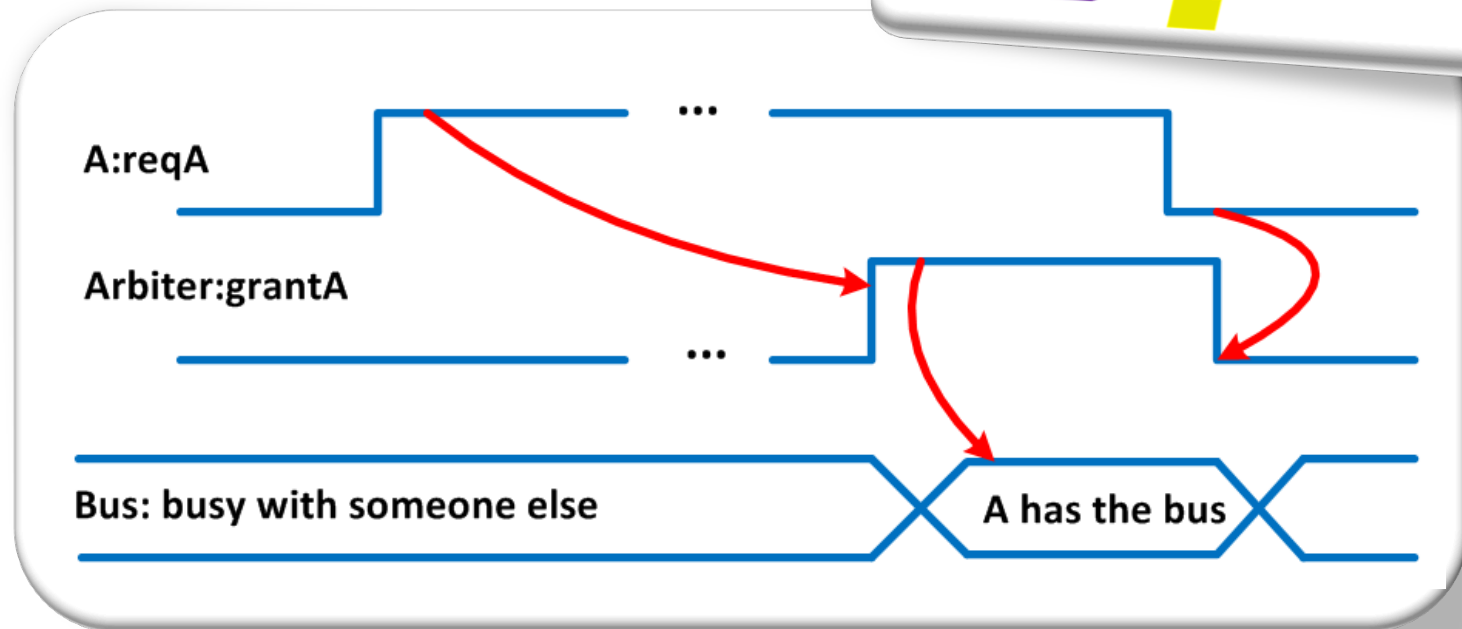 ...
A:reqA
Arbiter:grantA
...
Bus: busy with someone else
A has the bus